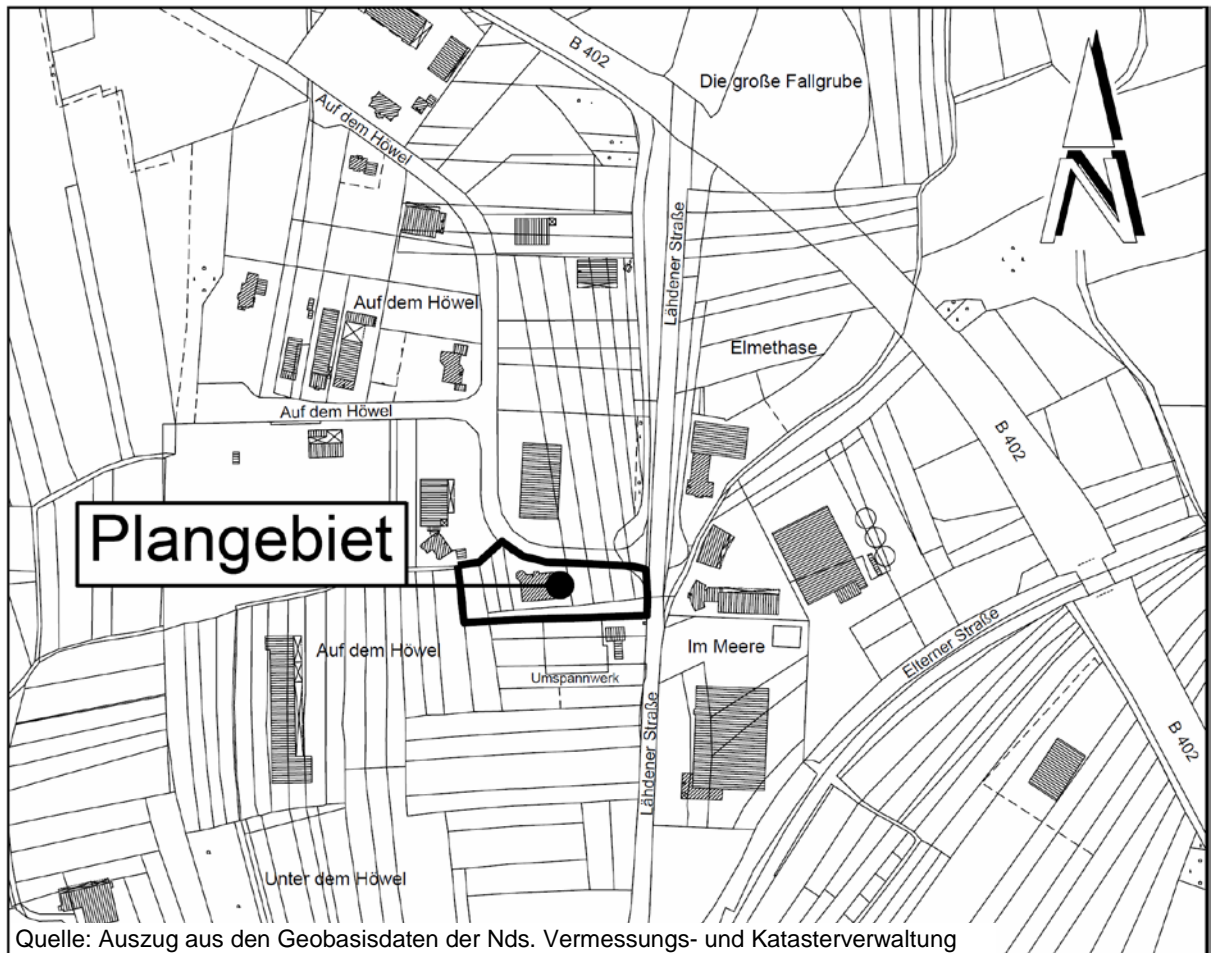 B 402
Die große Fallgrube
Auf dem Höwel
N
Lähdener Straße
Auf dem Höwel
Elmethase
Auf dem Höwel
B 402
Plangebiet
Auf dem Höwel
Im Meere
Elterner Straße
Umspannwerk
Lähdener Straße
B 402
Unter dem Höwel
Quelle: Auszug aus den Geobasisdaten der Nds. Vermessungs- und Katasterverwaltung